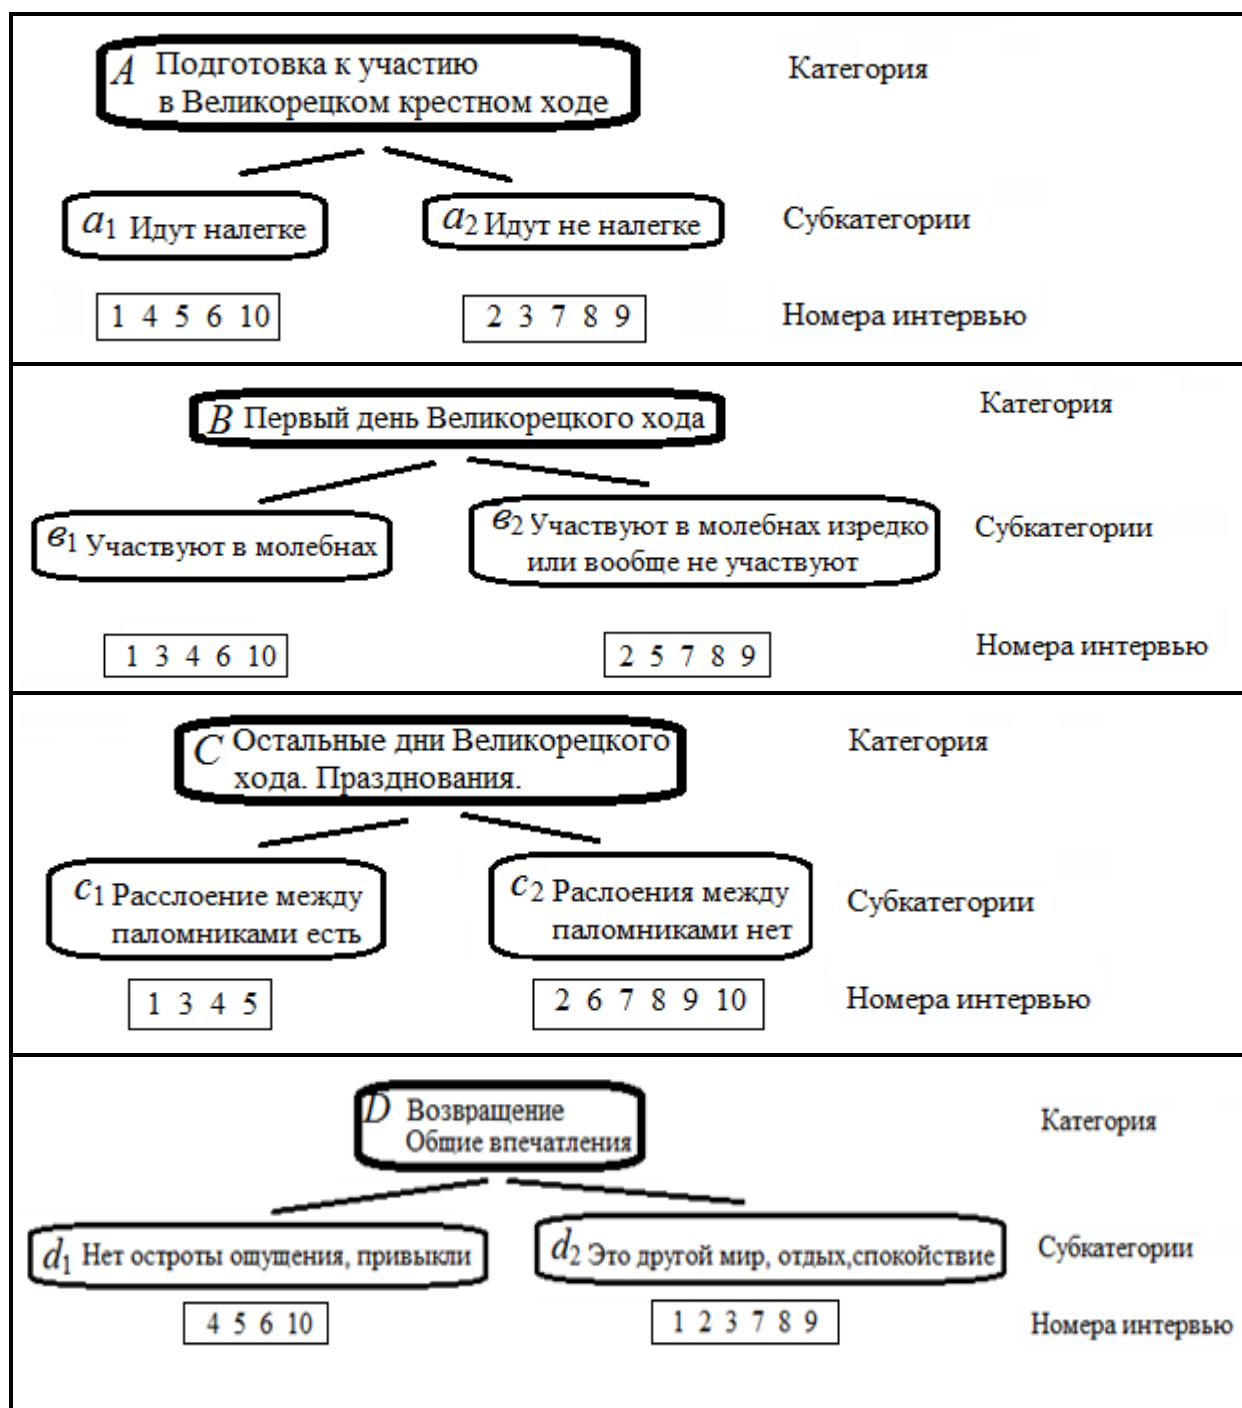 A Подготовка к участию
в Великорецком крестном ходе
Категория
a1 Идут налегке
a2 Идут не налегке
Субкатегории
1 4 5 6 10
2 3 7 8 9
Номера интервью
B Первый день Великорецкого хода
Категория
в1 Участвуют в молебнах
в2 Участвуют в молебнах изредко
или вообще не участвуют
Субкатегории
1 3 4 6 10
2 5 7 8 9
Номера интервью
C Остальные дни Великорецкого
хода. Празднования.
Категория
c1 Расслоение между
паломниками есть
c2 Раслоения между
паломниками нет
Субкатегории
1 3 4 5
2 6 7 8 9 10
Номера интервью
D Возвращение
Общие впечатления
Категория
d1 Нет остроты ощущения, привыкли
d2 Это другой мир, отдых,спокойствие
Субкатегории
4 5 6 10
1 2 3 7 8 9
Номера интервью